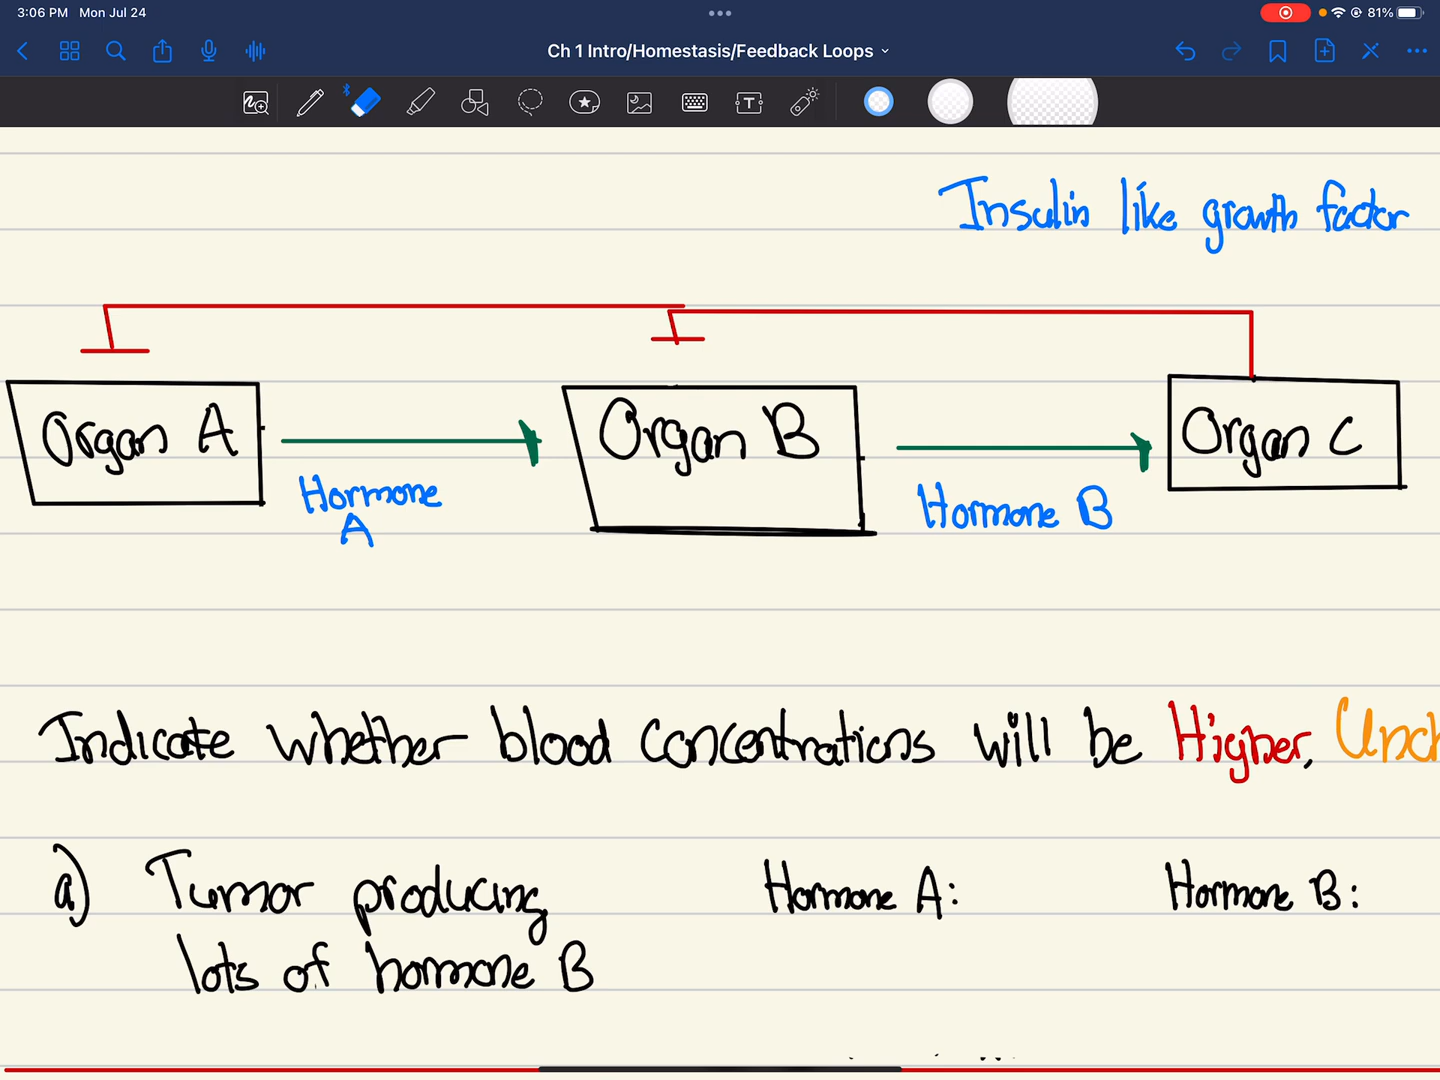 3:06 PM Mon Jul 24
81%
Ch 1 Intro/Homestasis/Feedback Loops
T
Insulin like growth factor
Organ A
Organ B
Organ C
Hormone
A
Hormone B
Indicate whether blood concentrations will be Higher, Unch
a) Tumor producing
lots of hormone B
Hormone A:
Hormone B: